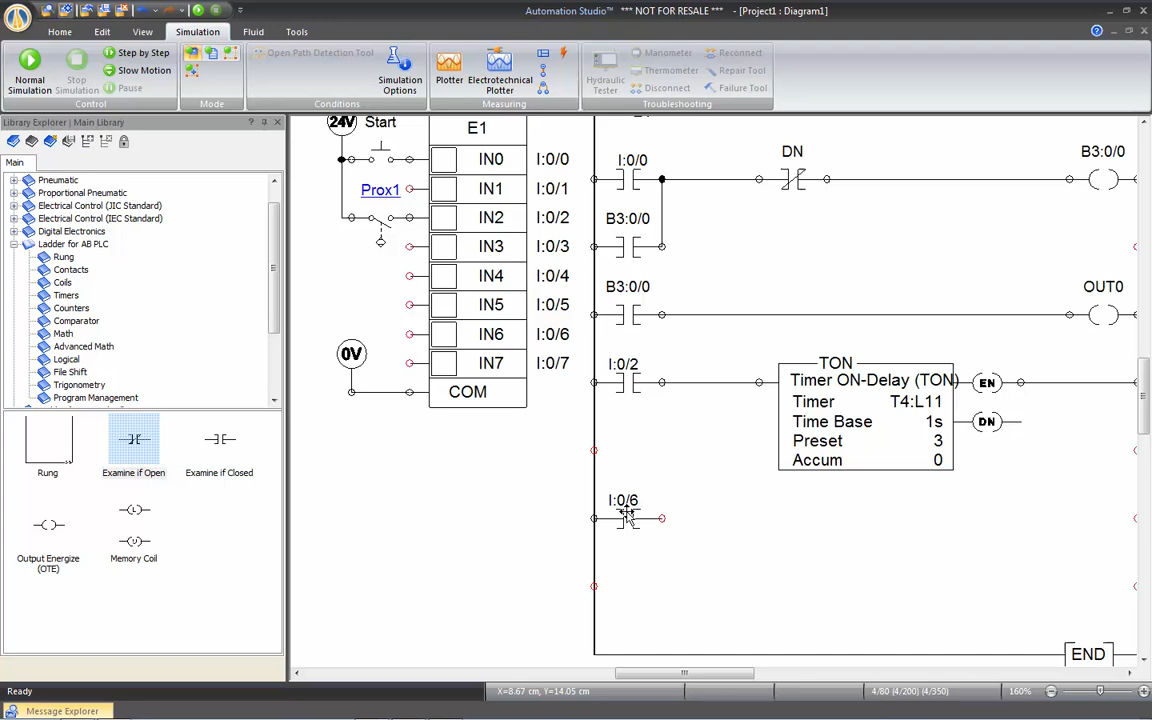 Automation Studio™ *** NOT FOR RESALE *** - [Project1 : Diagram1]
Home Edit View Simulation Fluid Tools
Normal Simulation
Stop Simulation
Step by Step
Slow Motion
Pause
Control
Mode
Open Path Detection Tool
Simulation Options
Conditions
Plotter
Electrotechnical Plotter
Measuring
Hydraulic Tester
Manometer
Thermometer
Disconnect
Reconnect
Repair Tool
Failure Tool
Troubleshooting
Library Explorer | Main Library
Main
Pneumatic
Proportional Pneumatic
Electrical Control (JIC Standard)
Electrical Control (IEC Standard)
Digital Electronics
Ladder for AB PLC
Rung
Contacts
Coils
Timers
Counters
Comparator
Math
Advanced Math
Logical
File Shift
Trigonometry
Program Management
Rung
Examine if Open
Examine if Closed
Output Energize (OTE)
Memory Coil
24V Start E1
IN0 I:0/0
Prox1 IN1 I:0/1
IN2 I:0/2
IN3 I:0/3
IN4 I:0/4
IN5 I:0/5
IN6 I:0/6
IN7 I:0/7
0V
COM
I:0/0 DN B3:0/0
B3:0/0
B3:0/0 OUT0
I:0/2
TON
Timer ON-Delay (TON) EN
Timer T4:L11
Time Base 1s DN
Preset 3
Accum 0
I:0/6
END
Ready X=8.67 cm, Y=14.05 cm 4/80 (4/200) (4/350) 160%
Message Explorer